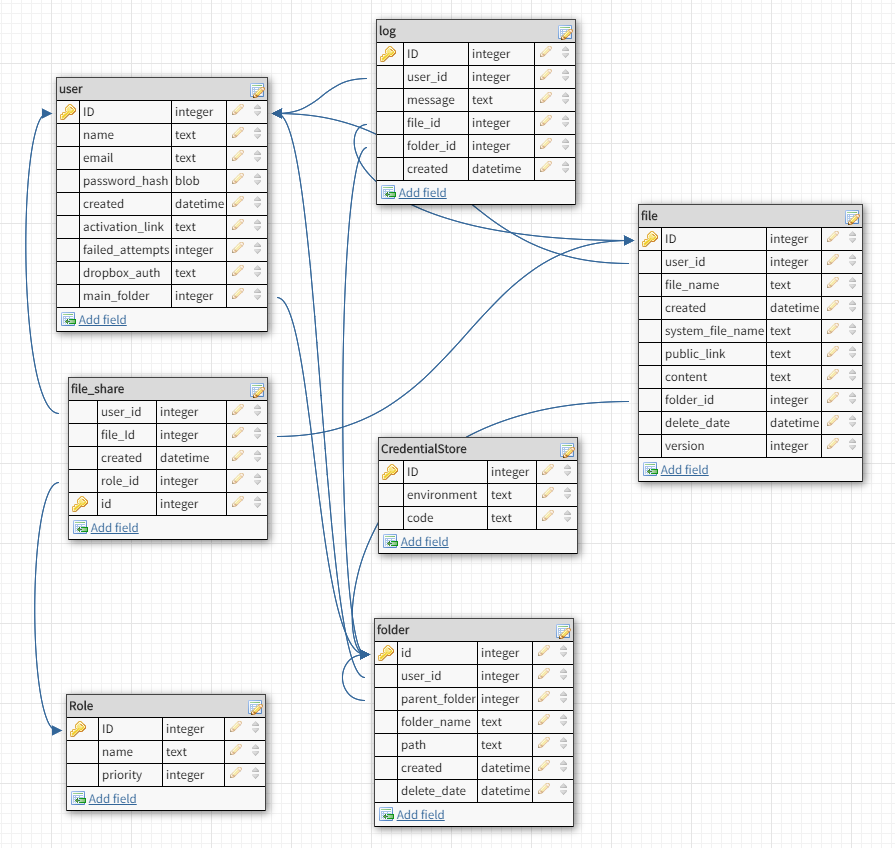 log
ID integer
user_id integer
message text
file_id integer
folder_id integer
created datetime
Add field
user
ID integer
name text
email text
password_hash blob
created datetime
activation_link text
failed_attempts integer
dropbox_auth text
main_folder integer
Add field
file
ID integer
user_id integer
file_name text
created datetime
system_file_name text
public_link text
content text
folder_id integer
delete_date datetime
version integer
Add field
file_share
user_id integer
file_Id integer
created datetime
role_id integer
id integer
Add field
CredentialStore
ID integer
environment text
code text
Add field
folder
id integer
user_id integer
parent_folder integer
folder_name text
path text
created datetime
delete_date datetime
Add field
Role
ID integer
name text
priority integer
Add field